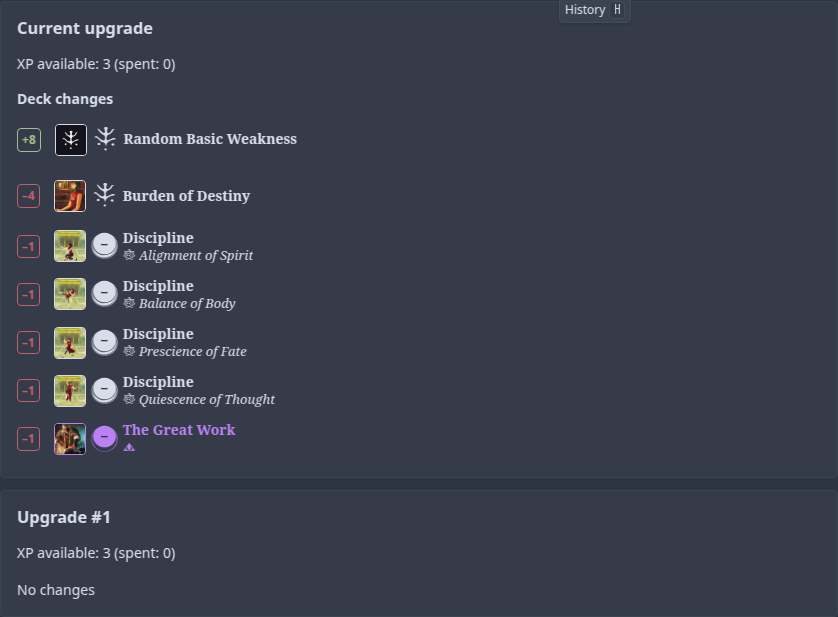 History H
Current upgrade
XP available: 3 (spent: 0)
Deck changes
+8 Random Basic Weakness
−4 Burden of Destiny
−1 – Discipline
Alignment of Spirit
−1 – Discipline
Balance of Body
−1 – Discipline
Prescience of Fate
−1 – Discipline
Quiescence of Thought
−1 – The Great Work
Upgrade #1
XP available: 3 (spent: 0)
No changes